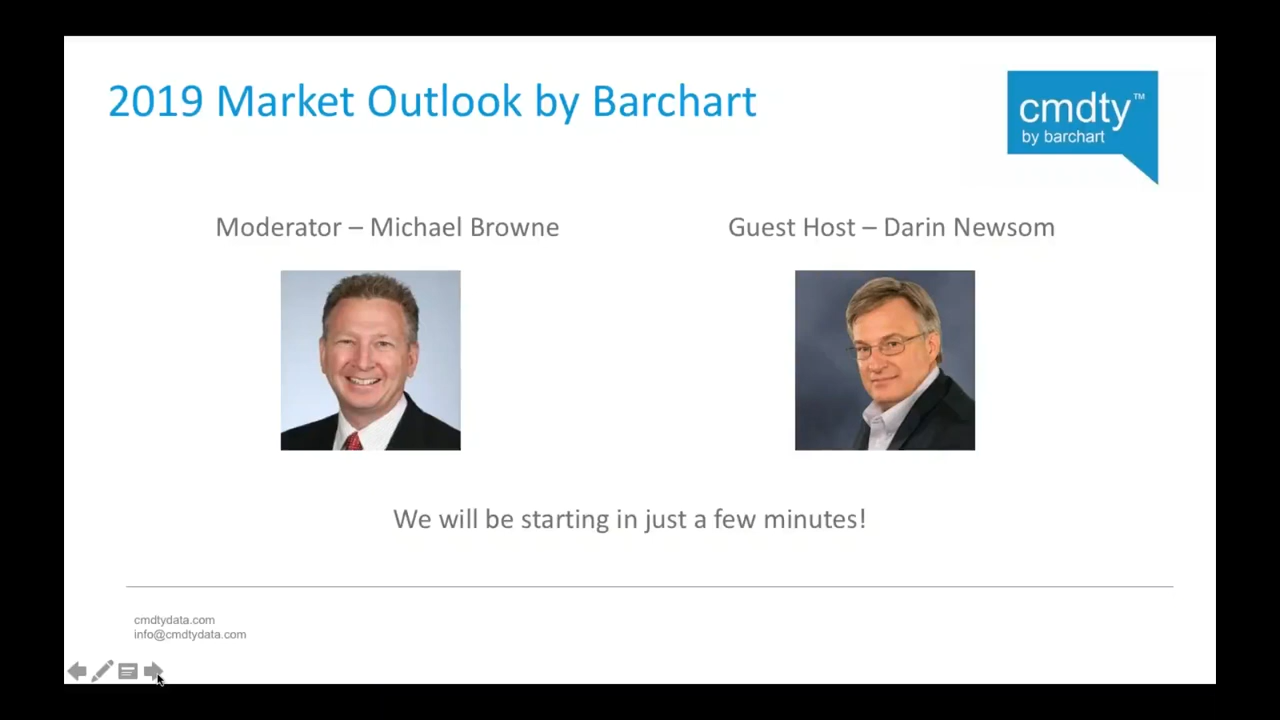 2019 Market Outlook by Barchart
cmdty™
by barchart
Moderator – Michael Browne
Guest Host – Darin Newsom
We will be starting in just a few minutes!
cmdtydata.com
info@cmdtydata.com